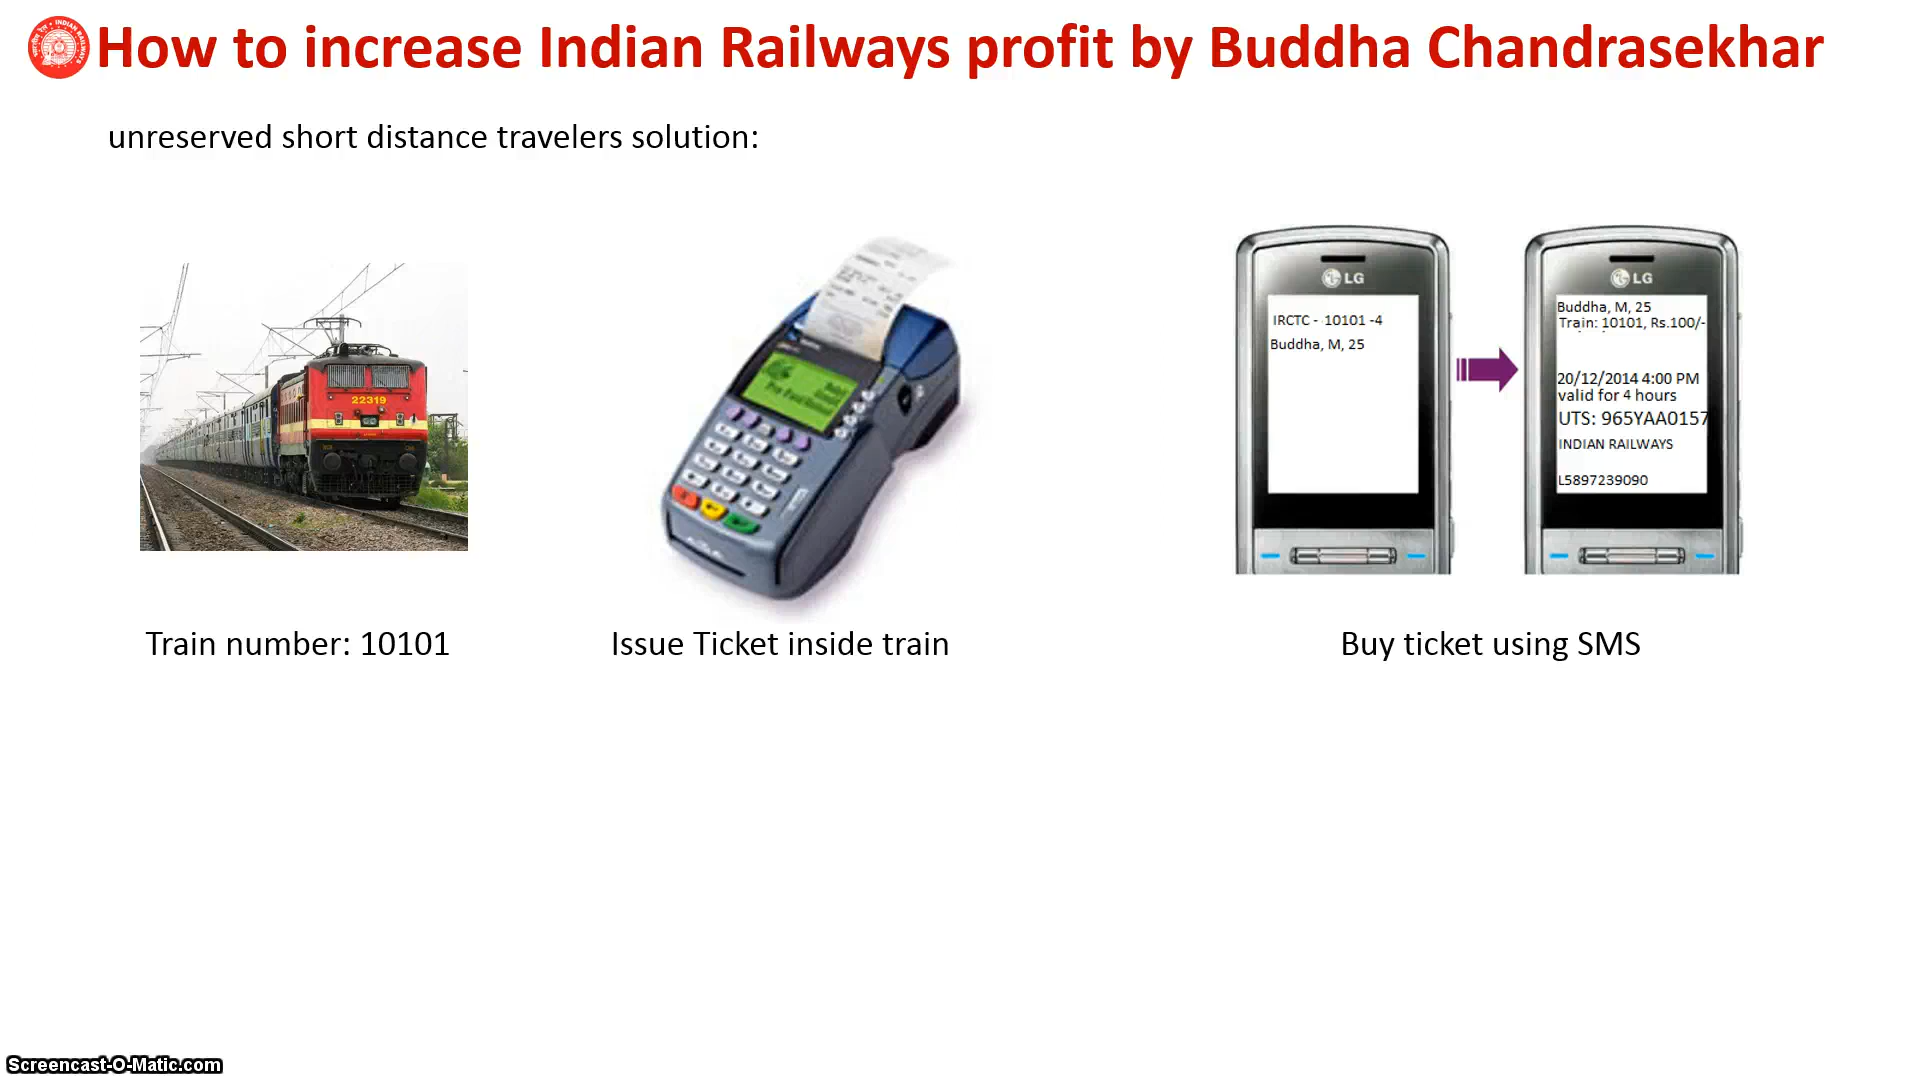 How to increase Indian Railways profit by Buddha Chandrasekhar
unreserved short distance travelers solution:
22319
LG
IRCTC - 10101 -4
Buddha, M, 25
LG
Buddha, M, 25
Train: 10101, Rs.100/-
20/12/2014 4:00 PM
valid for 4 hours
UTS: 965YAA0157
INDIAN RAILWAYS
L5897239090
Train number: 10101
Issue Ticket inside train
Buy ticket using SMS
Screencast-O-Matic.com